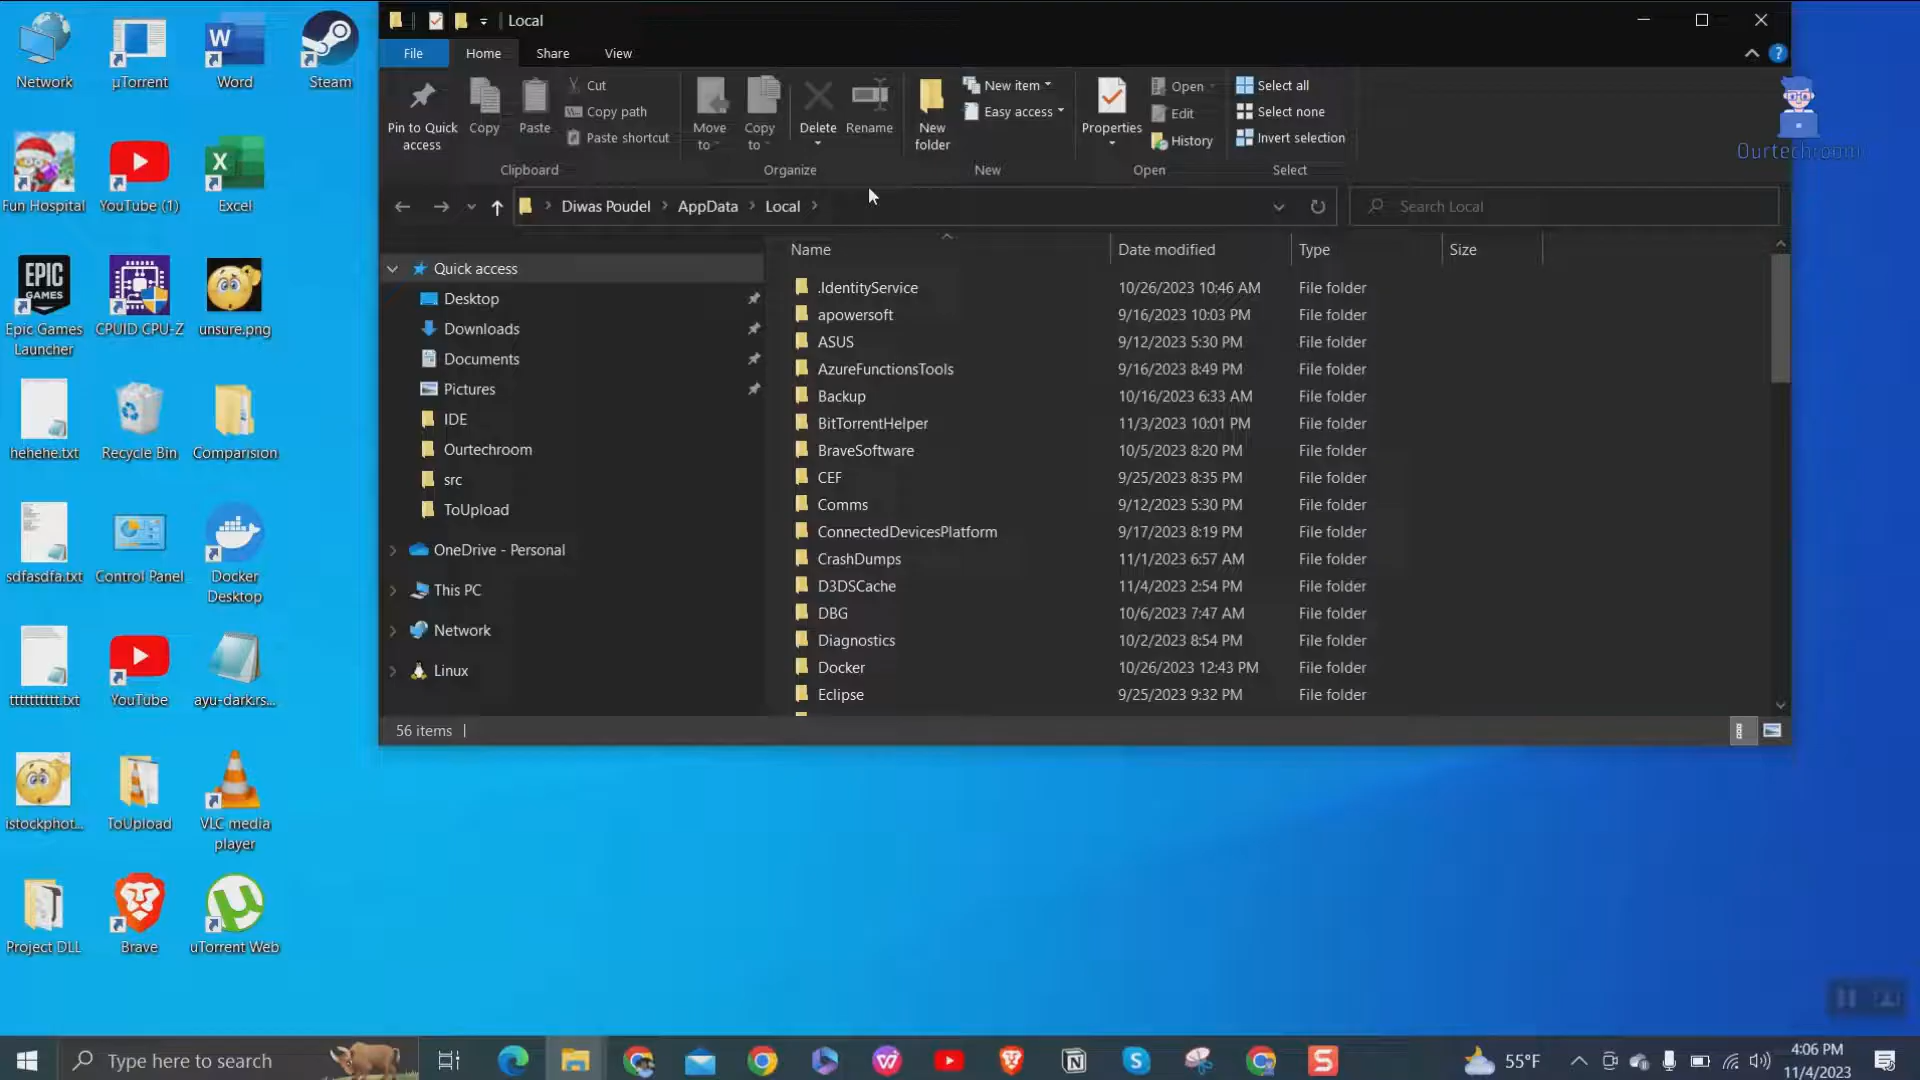 Local
File
Home
Share
View
Pin to Quick access
Copy
Paste
Cut
Copy path
Paste shortcut
Move to
Copy to
Delete
Rename
New folder
New item
Easy access
Properties
Open
Edit
History
Select all
Select none
Invert selection
Clipboard
Organize
New
Open
Select
Diwas Poudel
AppData
Local
Search Local
Quick access
Desktop
Downloads
Documents
Pictures
IDE
Ourtechroom
src
ToUpload
OneDrive - Personal
This PC
Network
Linux
Name Date modified Type Size
.IdentityService 10/26/2023 10:46 AM File folder
apowersoft 9/16/2023 10:03 PM File folder
ASUS 9/12/2023 5:30 PM File folder
AzureFunctionsTools 9/16/2023 8:49 PM File folder
Backup 10/16/2023 6:33 AM File folder
BitTorrentHelper 11/3/2023 10:01 PM File folder
BraveSoftware 10/5/2023 8:20 PM File folder
CEF 9/25/2023 8:35 PM File folder
Comms 9/12/2023 5:30 PM File folder
ConnectedDevicesPlatform 9/17/2023 8:19 PM File folder
CrashDumps 11/1/2023 6:57 AM File folder
D3DSCache 11/4/2023 2:54 PM File folder
DBG 10/6/2023 7:47 AM File folder
Diagnostics 10/2/2023 8:54 PM File folder
Docker 10/26/2023 12:43 PM File folder
Eclipse 9/25/2023 9:32 PM File folder
56 items
Ourtechroom
Network
µTorrent
Word
Steam
Fun Hospital
YouTube (1)
Excel
EPIC GAMES
Epic Games Launcher
CPUID CPU-Z
unsure.png
hehehe.txt
Recycle Bin
Comparision
sdfasdfa.txt
Control Panel
Docker Desktop
tttttttttt.txt
YouTube
ayu-dark.rs...
istockphot...
ToUpload
VLC media player
Project DLL
Brave
uTorrent Web
Type here to search
55°F
4:06 PM
11/4/2023